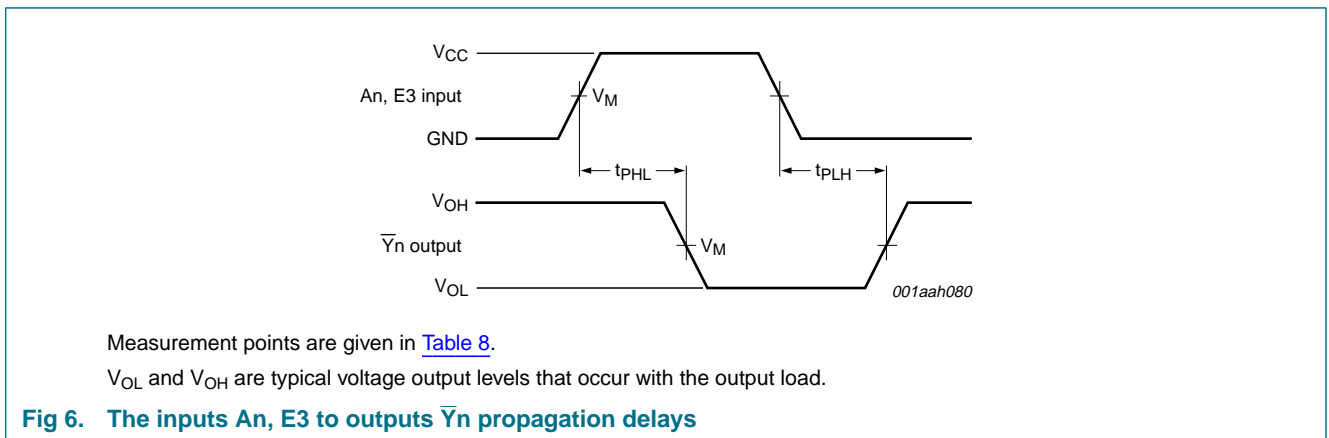 VCC
An, E3 input
VM
GND
tPHL
tPLH
VOH
Y̅n output
VM
VOL
001aah080
Measurement points are given in Table 8.
VOL and VOH are typical voltage output levels that occur with the output load.
Fig 6. The inputs An, E3 to outputs Y̅n propagation delays